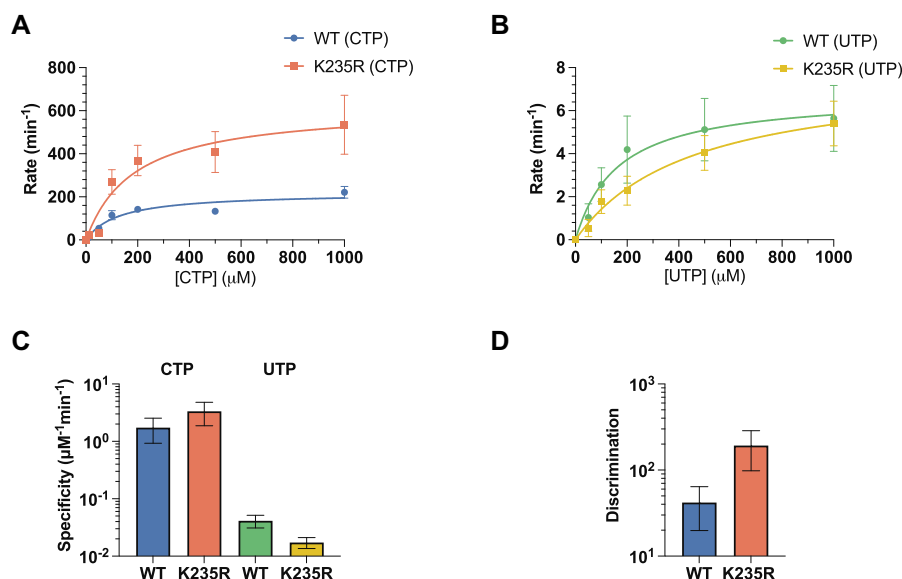 A
WT (CTP)
K235R (CTP)
800
600
400
200
0
Rate (min⁻¹)
0 200 400 600 800 1000
[CTP] (μM)
B
WT (UTP)
K235R (UTP)
8
6
4
2
0
Rate (min⁻¹)
0 200 400 600 800 1000
[UTP] (μM)
C
CTP UTP
10¹
10⁰
10⁻¹
10⁻²
Specificity (μM⁻¹min⁻¹)
WT K235R WT K235R
D
10³
10²
10¹
Discrimination
WT K235R